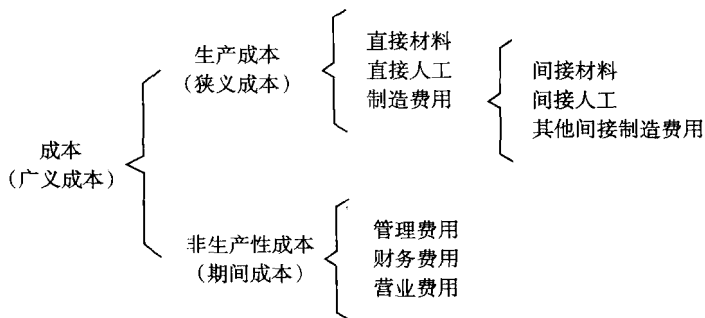 成本
(广义成本)
生产成本
(狭义成本)
直接材料
直接人工
制造费用
间接材料
间接人工
其他间接制造费用
非生产性成本
(期间成本)
管理费用
财务费用
营业费用